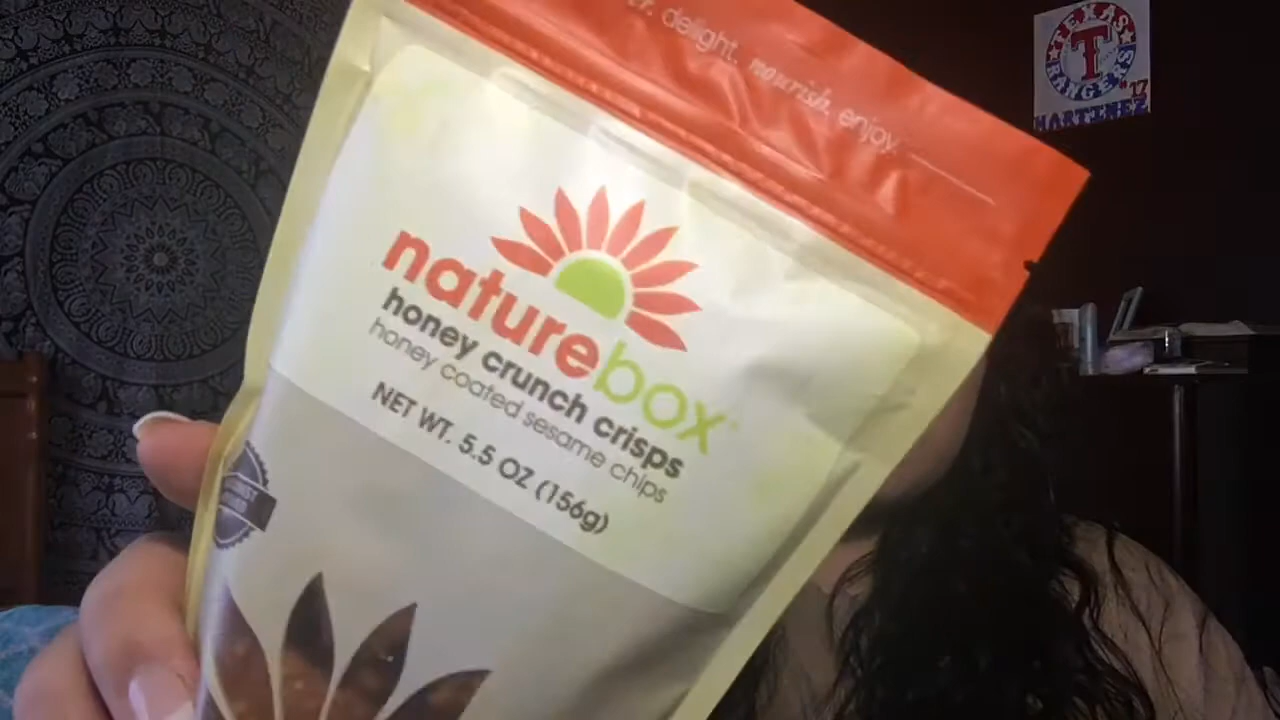 delight. nourish. enjoy.
naturebox
honey crunch crisps
honey coated sesame chips
NET WT. 5.5 OZ (156g)
TEXAS
T
RANGERS
#17
MARTINEZ